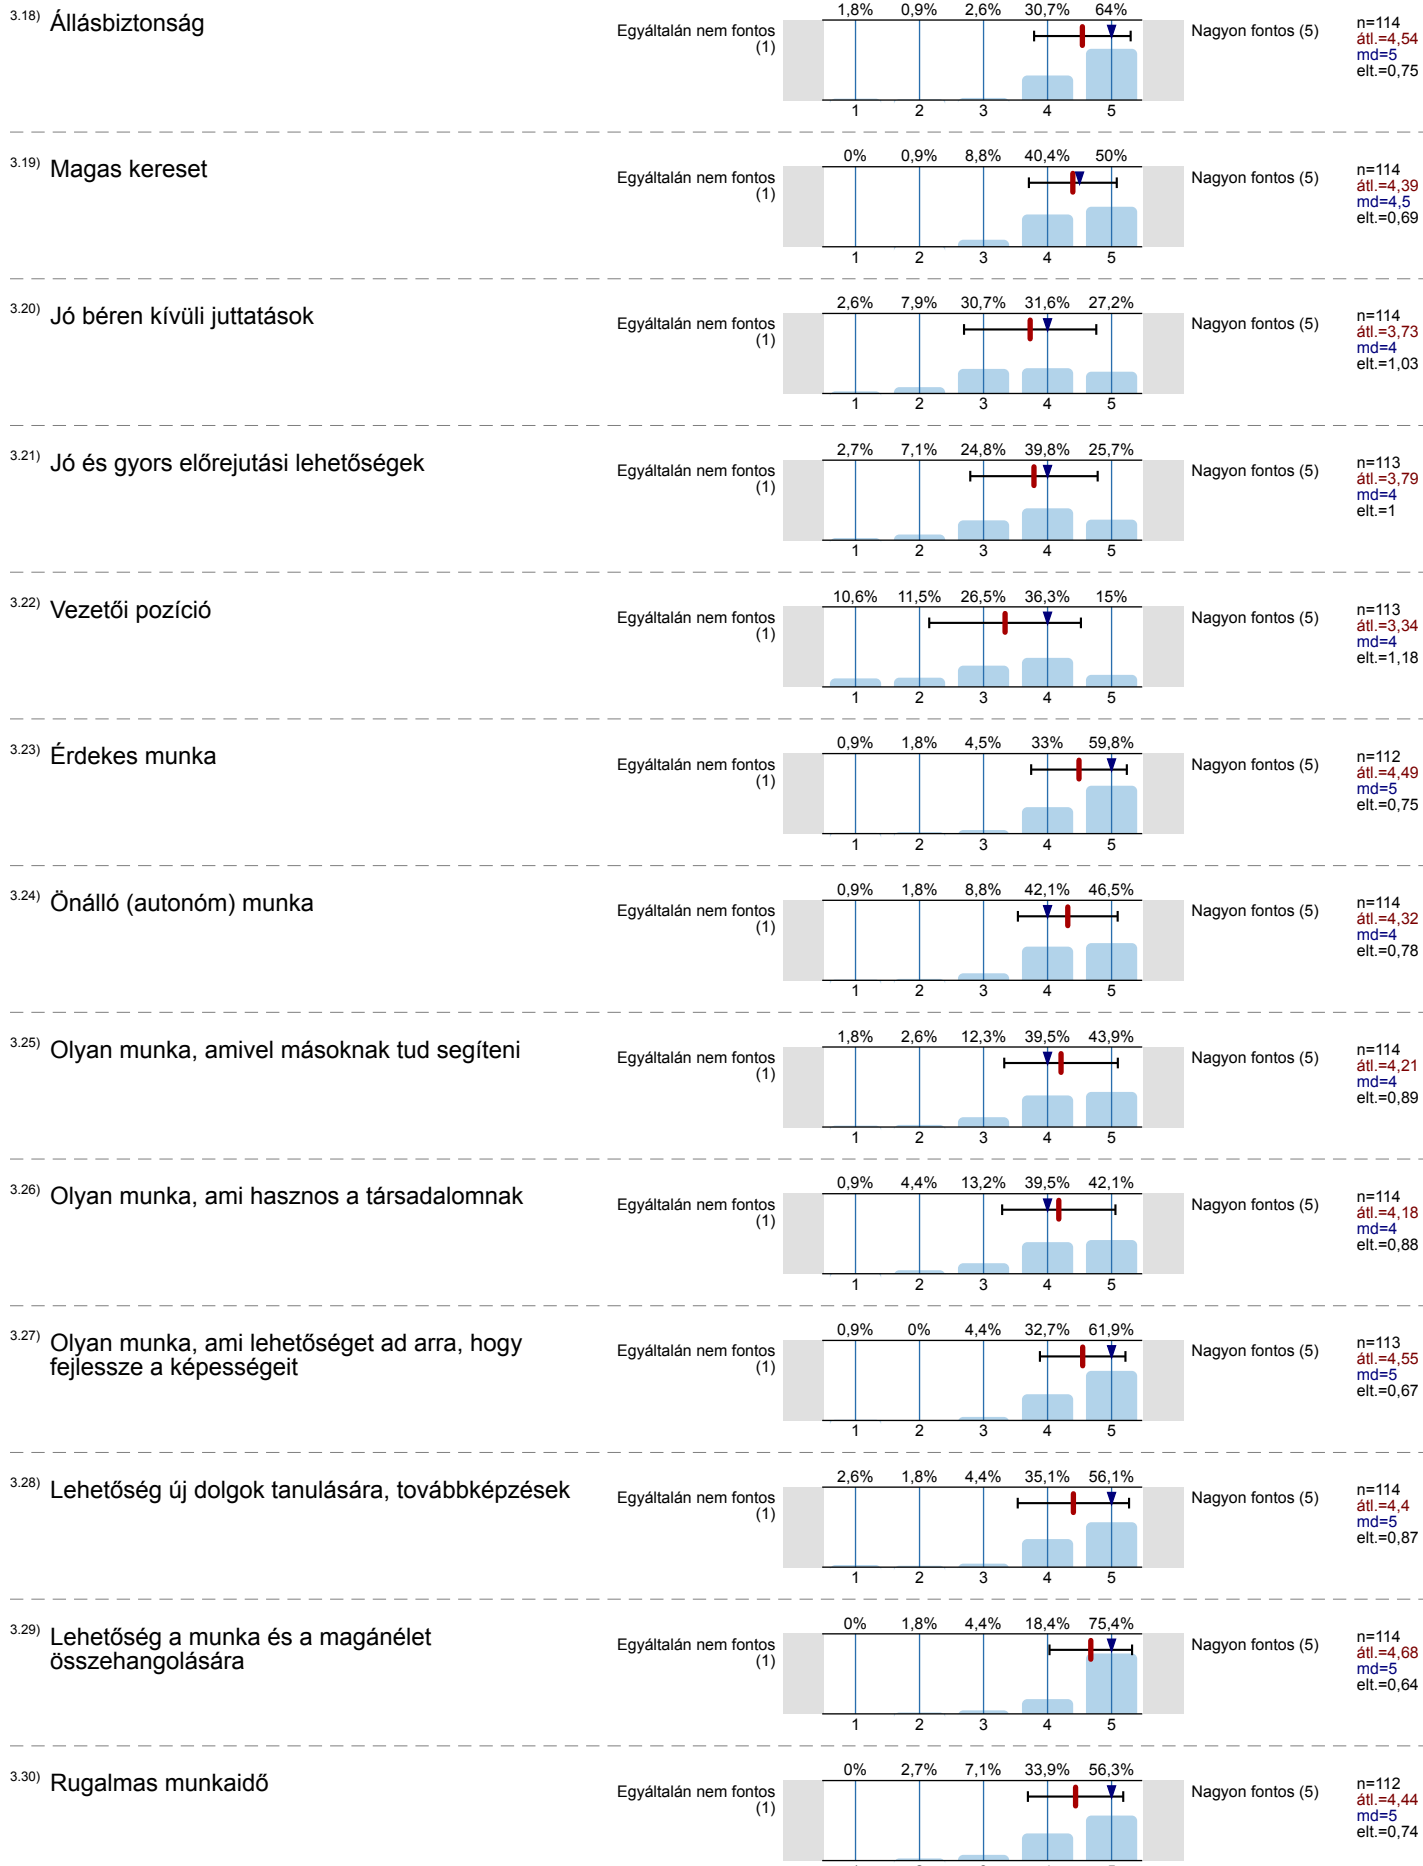 3.18) Állásbiztonság
Egyáltalán nem fontos
(1)
1,8% 0,9% 2,6% 30,7% 64%
1 2 3 4 5
Nagyon fontos (5)
n=114
átl.=4,54
md=5
elt.=0,75
3.19) Magas kereset
Egyáltalán nem fontos
(1)
0% 0,9% 8,8% 40,4% 50%
1 2 3 4 5
Nagyon fontos (5)
n=114
átl.=4,39
md=4,5
elt.=0,69
3.20) Jó béren kívüli juttatások
Egyáltalán nem fontos
(1)
2,6% 7,9% 30,7% 31,6% 27,2%
1 2 3 4 5
Nagyon fontos (5)
n=114
átl.=3,73
md=4
elt.=1,03
3.21) Jó és gyors előrejutási lehetőségek
Egyáltalán nem fontos
(1)
2,7% 7,1% 24,8% 39,8% 25,7%
1 2 3 4 5
Nagyon fontos (5)
n=113
átl.=3,79
md=4
elt.=1
3.22) Vezetői pozíció
Egyáltalán nem fontos
(1)
10,6% 11,5% 26,5% 36,3% 15%
1 2 3 4 5
Nagyon fontos (5)
n=113
átl.=3,34
md=4
elt.=1,18
3.23) Érdekes munka
Egyáltalán nem fontos
(1)
0,9% 1,8% 4,5% 33% 59,8%
1 2 3 4 5
Nagyon fontos (5)
n=112
átl.=4,49
md=5
elt.=0,75
3.24) Önálló (autonóm) munka
Egyáltalán nem fontos
(1)
0,9% 1,8% 8,8% 42,1% 46,5%
1 2 3 4 5
Nagyon fontos (5)
n=114
átl.=4,32
md=4
elt.=0,78
3.25) Olyan munka, amivel másoknak tud segíteni
Egyáltalán nem fontos
(1)
1,8% 2,6% 12,3% 39,5% 43,9%
1 2 3 4 5
Nagyon fontos (5)
n=114
átl.=4,21
md=4
elt.=0,89
3.26) Olyan munka, ami hasznos a társadalomnak
Egyáltalán nem fontos
(1)
0,9% 4,4% 13,2% 39,5% 42,1%
1 2 3 4 5
Nagyon fontos (5)
n=114
átl.=4,18
md=4
elt.=0,88
3.27) Olyan munka, ami lehetőséget ad arra, hogy
fejlessze a képességeit
Egyáltalán nem fontos
(1)
0,9% 0% 4,4% 32,7% 61,9%
1 2 3 4 5
Nagyon fontos (5)
n=113
átl.=4,55
md=5
elt.=0,67
3.28) Lehetőség új dolgok tanulására, továbbképzések
Egyáltalán nem fontos
(1)
2,6% 1,8% 4,4% 35,1% 56,1%
1 2 3 4 5
Nagyon fontos (5)
n=114
átl.=4,4
md=5
elt.=0,87
3.29) Lehetőség a munka és a magánélet
összehangolására
Egyáltalán nem fontos
(1)
0% 1,8% 4,4% 18,4% 75,4%
1 2 3 4 5
Nagyon fontos (5)
n=114
átl.=4,68
md=5
elt.=0,64
3.30) Rugalmas munkaidő
Egyáltalán nem fontos
(1)
0% 2,7% 7,1% 33,9% 56,3%
Nagyon fontos (5)
n=112
átl.=4,44
md=5
elt.=0,74